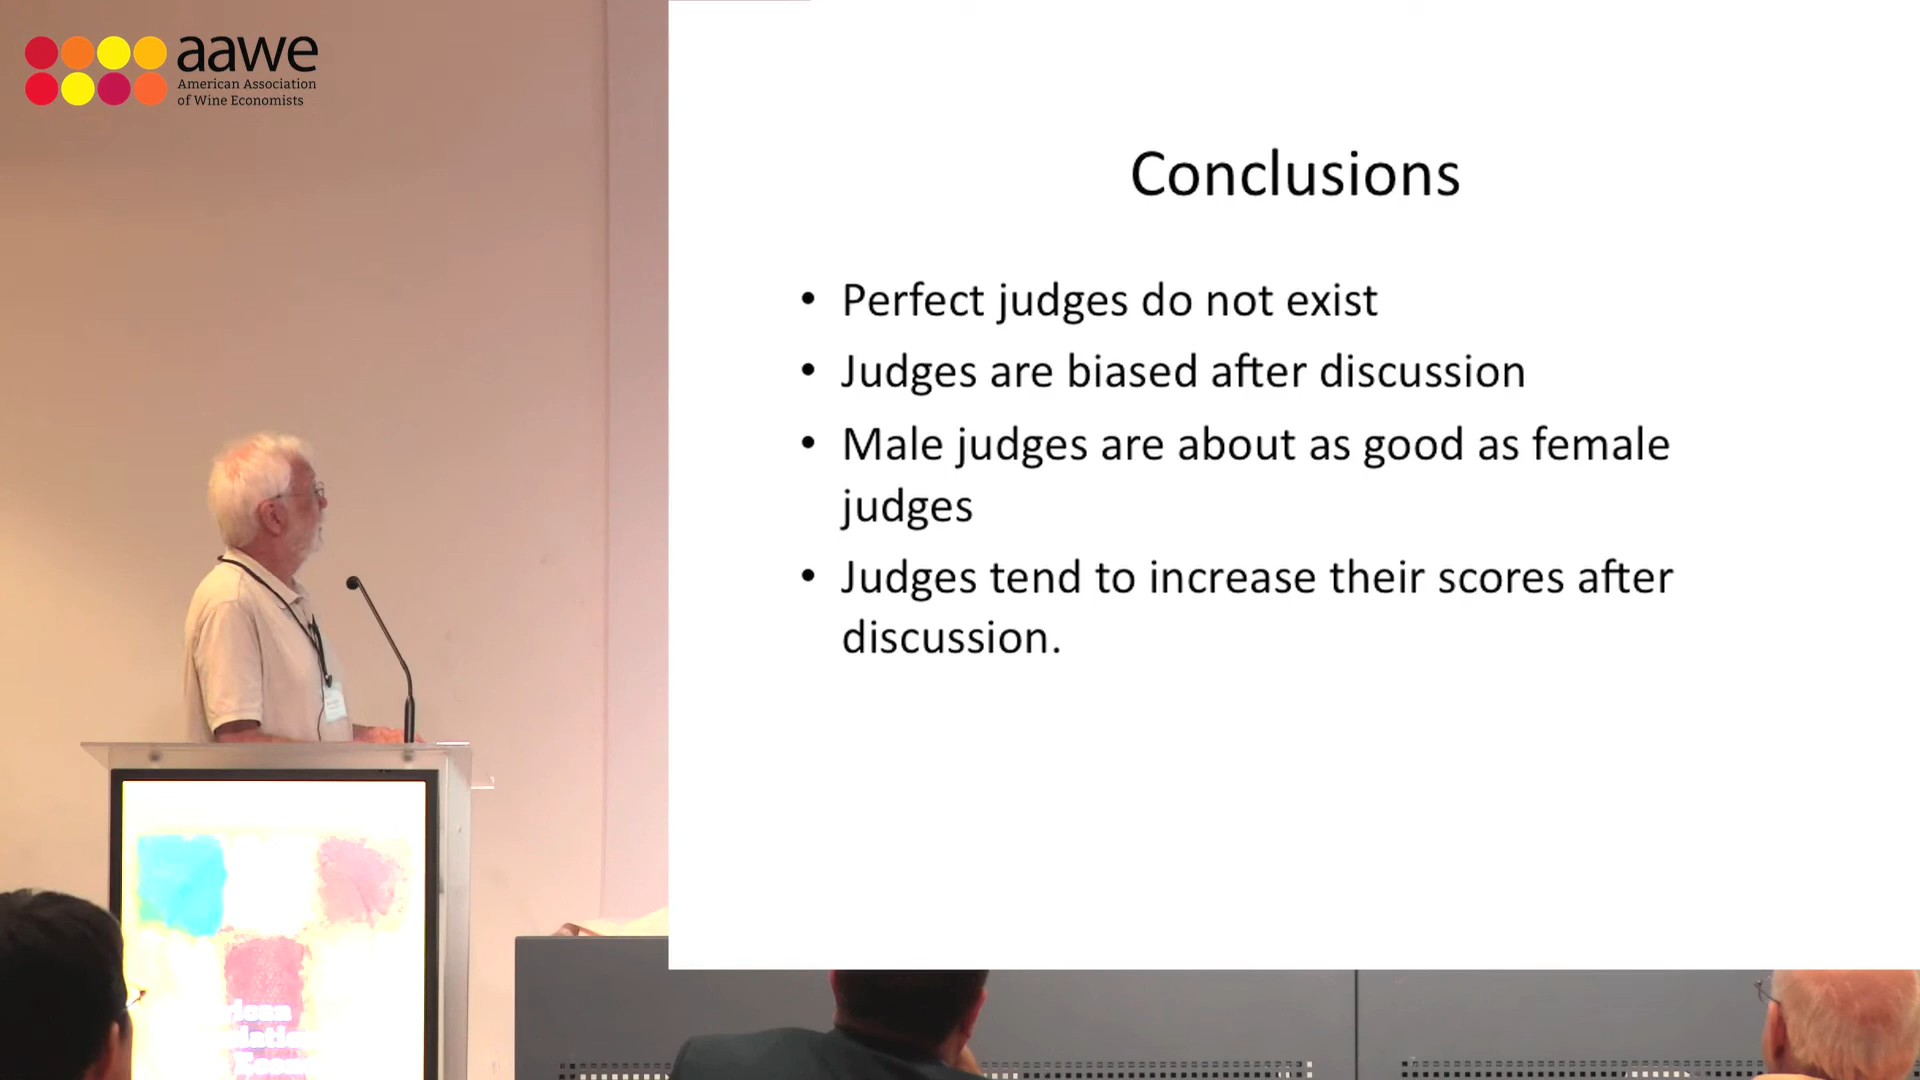 aawe
American Association
of Wine Economists
Conclusions
• Perfect judges do not exist
• Judges are biased after discussion
• Male judges are about as good as female
judges
• Judges tend to increase their scores after
discussion.